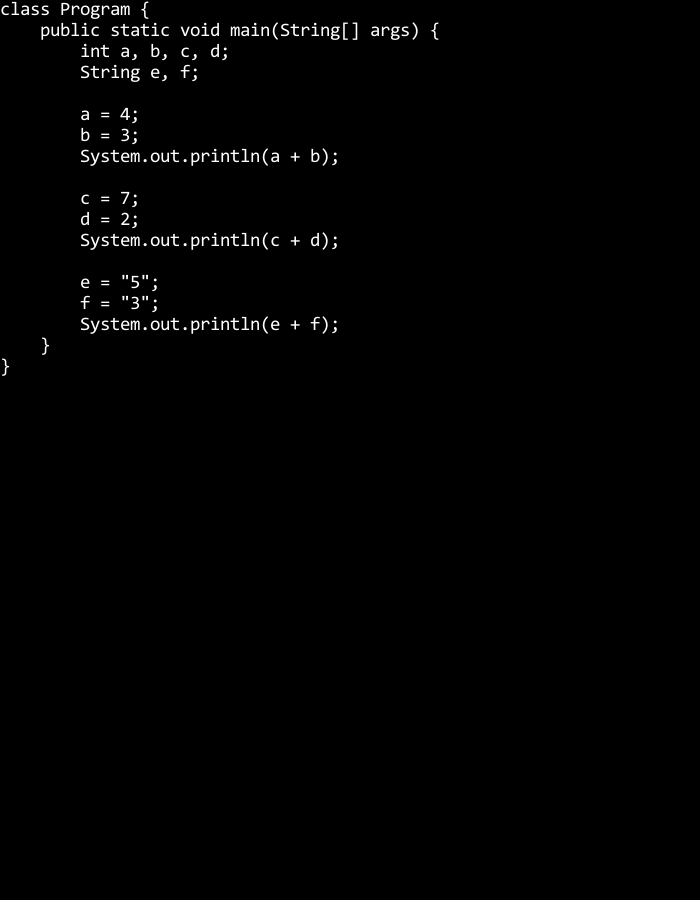 class Program {
    public static void main(String[] args) {
        int a, b, c, d;
        String e, f;

        a = 4;
        b = 3;
        System.out.println(a + b);

        c = 7;
        d = 2;
        System.out.println(c + d);

        e = "5";
        f = "3";
        System.out.println(e + f);
    }
}